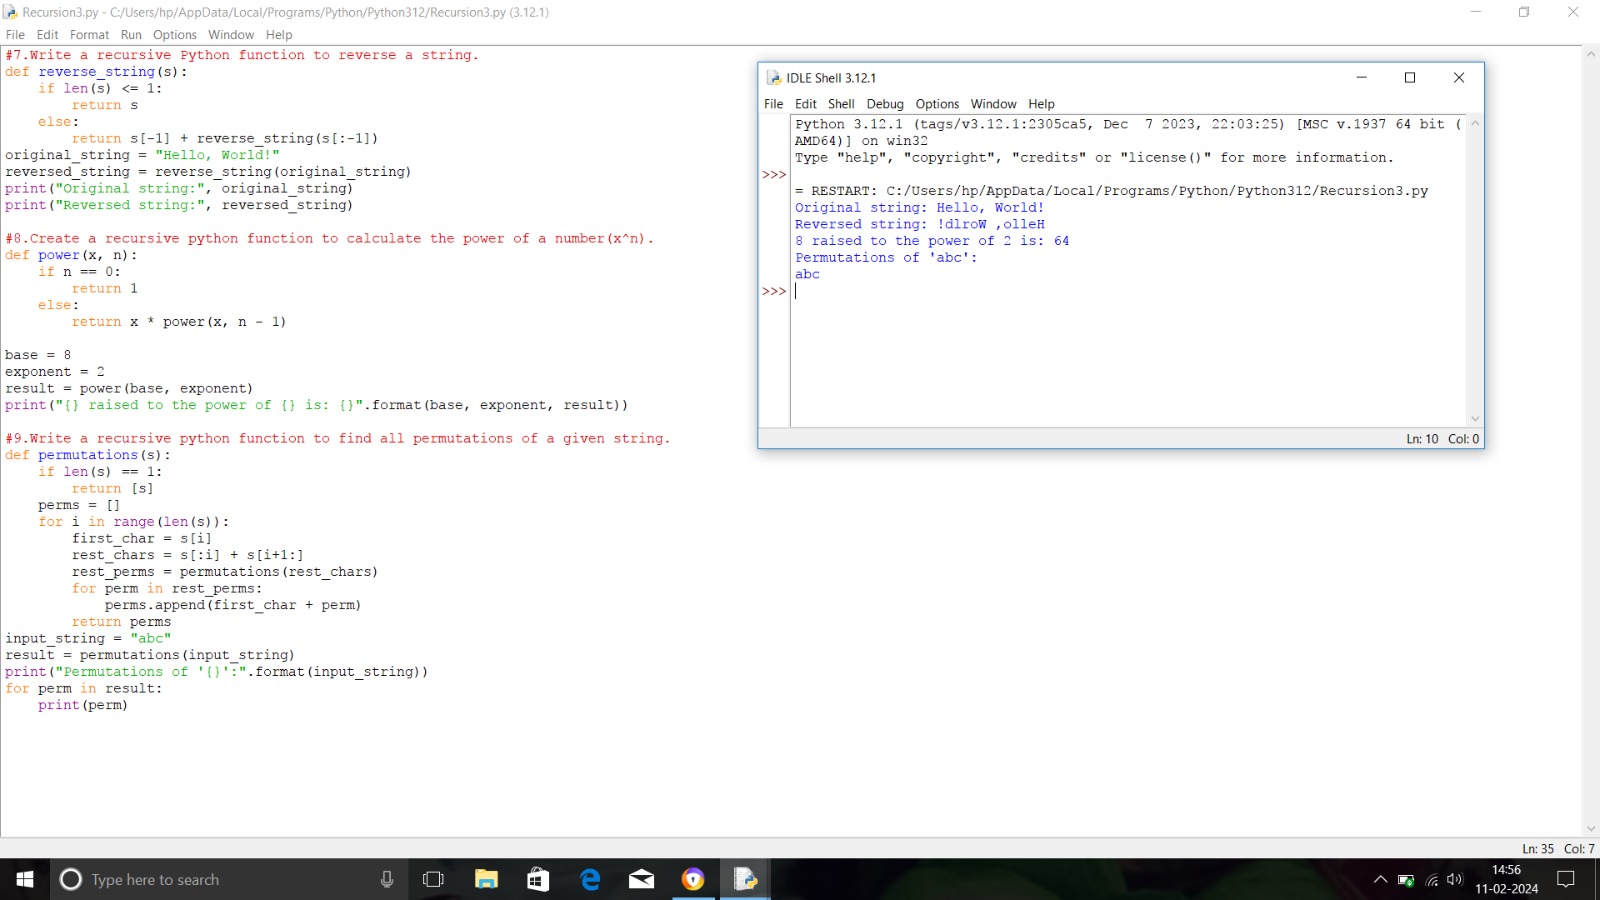 Recursion3.py - C:/Users/hp/AppData/Local/Programs/Python/Python312/Recursion3.py (3.12.1)
File Edit Format Run Options Window Help
#7.Write a recursive Python function to reverse a string.
def reverse_string(s):
    if len(s) <= 1:
        return s
    else:
        return s[-1] + reverse_string(s[:-1])
original_string = "Hello, World!"
reversed_string = reverse_string(original_string)
print("Original string:", original_string)
print("Reversed string:", reversed_string)

#8.Create a recursive python function to calculate the power of a number(x^n).
def power(x, n):
    if n == 0:
        return 1
    else:
        return x * power(x, n - 1)

base = 8
exponent = 2
result = power(base, exponent)
print("{} raised to the power of {} is: {}".format(base, exponent, result))

#9.Write a recursive python function to find all permutations of a given string.
def permutations(s):
    if len(s) == 1:
        return [s]
    perms = []
    for i in range(len(s)):
        first_char = s[i]
        rest_chars = s[:i] + s[i+1:]
        rest_perms = permutations(rest_chars)
        for perm in rest_perms:
            perms.append(first_char + perm)
        return perms
input_string = "abc"
result = permutations(input_string)
print("Permutations of '{}':".format(input_string))
for perm in result:
    print(perm)
IDLE Shell 3.12.1
File Edit Shell Debug Options Window Help
Python 3.12.1 (tags/v3.12.1:2305ca5, Dec  7 2023, 22:03:25) [MSC v.1937 64 bit (
AMD64)] on win32
Type "help", "copyright", "credits" or "license()" for more information.
>>>
= RESTART: C:/Users/hp/AppData/Local/Programs/Python/Python312/Recursion3.py
Original string: Hello, World!
Reversed string: !dlroW ,olleH
8 raised to the power of 2 is: 64
Permutations of 'abc':
abc
>>>
Ln: 10 Col: 0
Ln: 35 Col: 7
Type here to search
14:56
11-02-2024